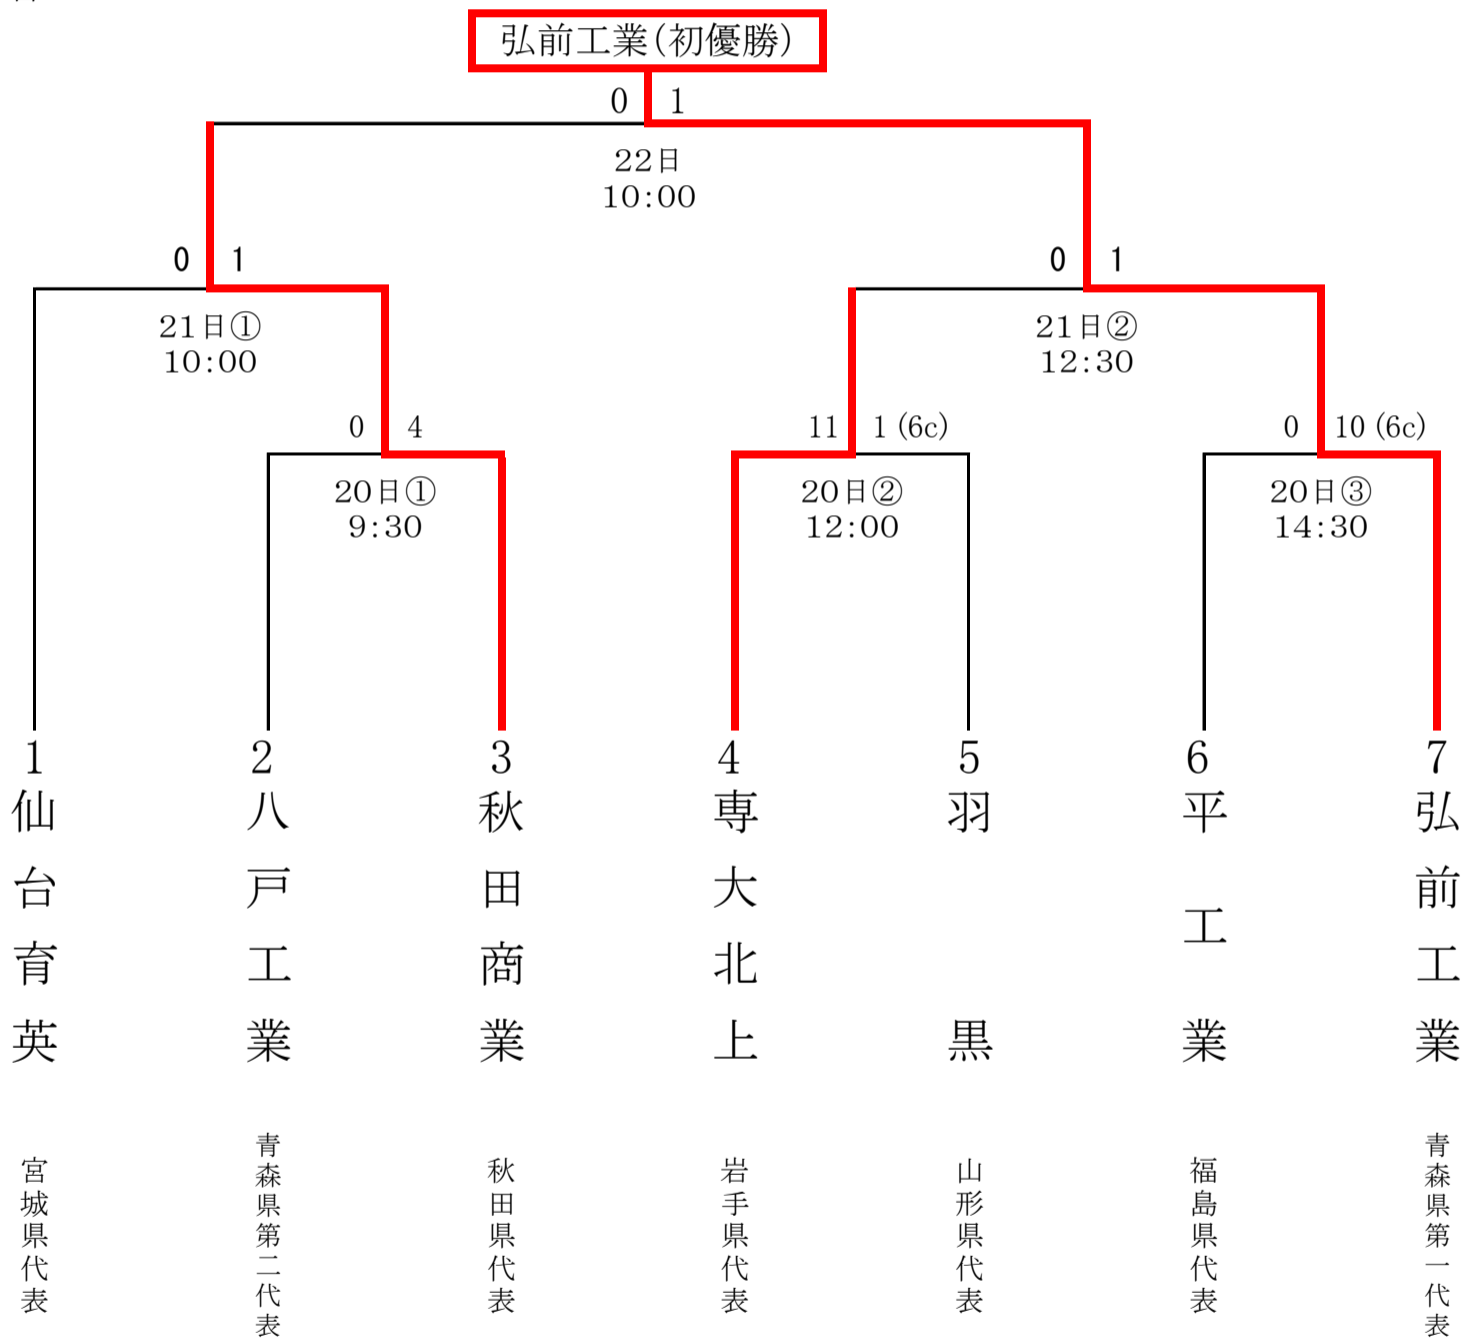 弘前工業(初優勝)
0 1
22日
10:00
0 1
0 1
21日①
10:00
21日②
12:30
0 4
11 1 (6c)
0 10 (6c)
20日①
9:30
20日②
12:00
20日③
14:30
1
2
3
4
5
6
7
仙台育英
八戸工業
秋田商業
専大北上
羽黒
平工業
弘前工業
宮城県代表
青森県第二代表
秋田県代表
岩手県代表
山形県代表
福島県代表
青森県第一代表